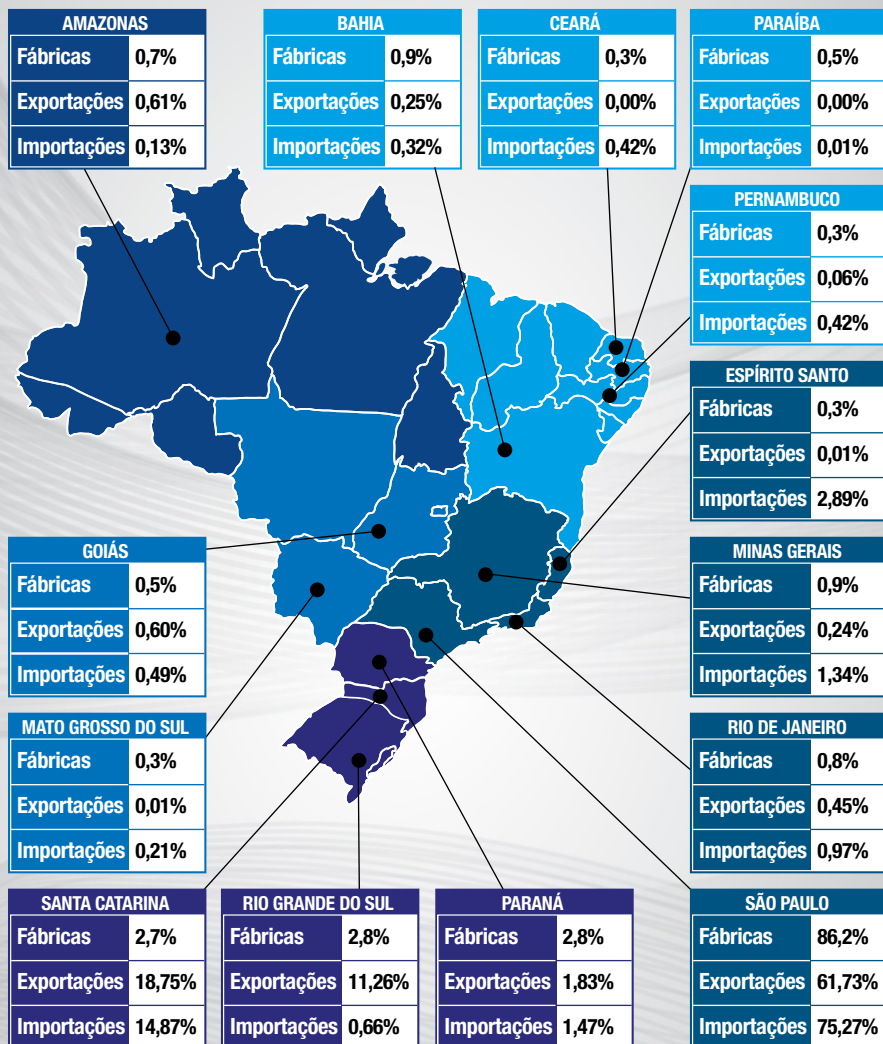 AMAZONAS
Fábricas 0,7%
Exportações 0,61%
Importações 0,13%
BAHIA
Fábricas 0,9%
Exportações 0,25%
Importações 0,32%
CEARÁ
Fábricas 0,3%
Exportações 0,00%
Importações 0,42%
PARAÍBA
Fábricas 0,5%
Exportações 0,00%
Importações 0,01%
PERNAMBUCO
Fábricas 0,3%
Exportações 0,06%
Importações 0,42%
ESPÍRITO SANTO
Fábricas 0,3%
Exportações 0,01%
Importações 2,89%
GOIÁS
Fábricas 0,5%
Exportações 0,60%
Importações 0,49%
MINAS GERAIS
Fábricas 0,9%
Exportações 0,24%
Importações 1,34%
MATO GROSSO DO SUL
Fábricas 0,3%
Exportações 0,01%
Importações 0,21%
RIO DE JANEIRO
Fábricas 0,8%
Exportações 0,45%
Importações 0,97%
SANTA CATARINA
Fábricas 2,7%
Exportações 18,75%
Importações 14,87%
RIO GRANDE DO SUL
Fábricas 2,8%
Exportações 11,26%
Importações 0,66%
PARANÁ
Fábricas 2,8%
Exportações 1,83%
Importações 1,47%
SÃO PAULO
Fábricas 86,2%
Exportações 61,73%
Importações 75,27%